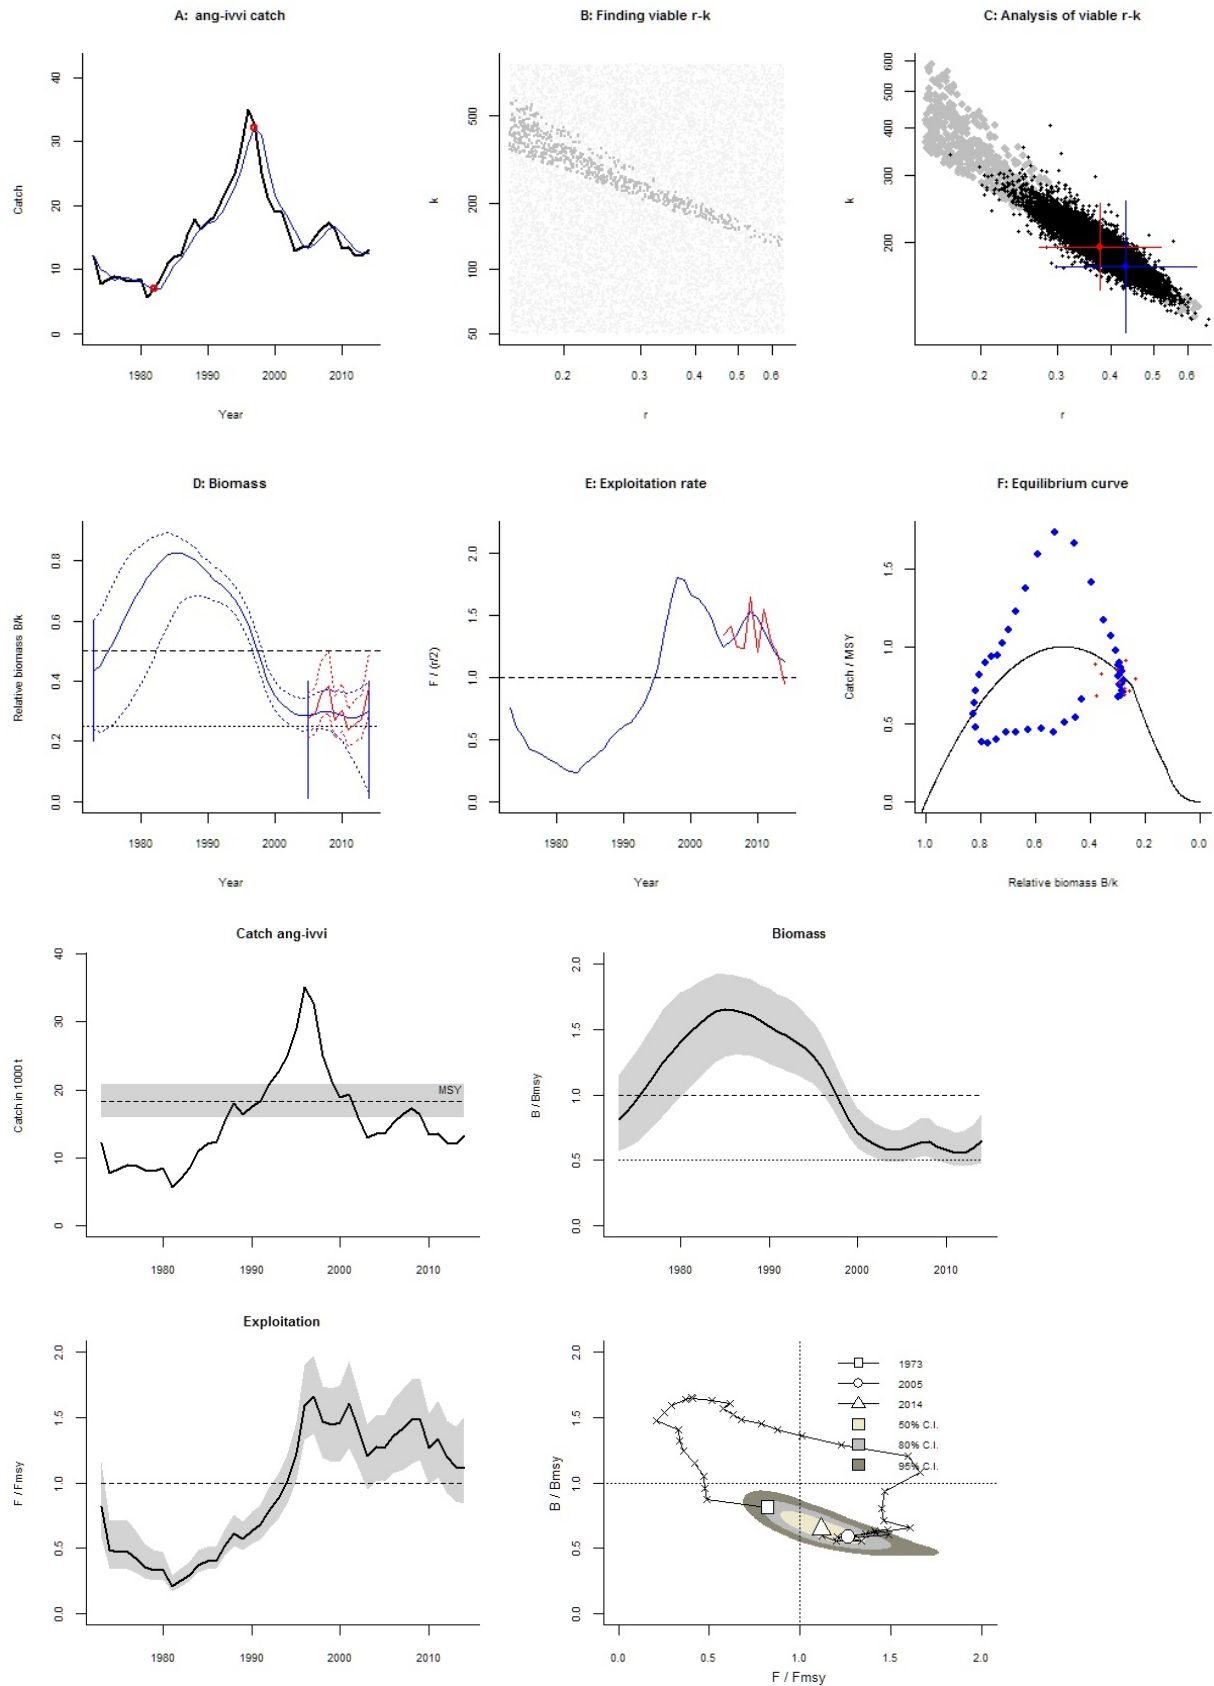 A: ang-ivvi catch
Catch
0 10 20 30 40
1980 1990 2000 2010
Year
B: Finding viable r-k
k
50 100 200 500
0.2 0.3 0.4 0.5 0.6
r
C: Analysis of viable r-k
k
200 300 400 500 600
0.2 0.3 0.4 0.5 0.6
r
D: Biomass
Relative biomass B/k
0.0 0.2 0.4 0.6 0.8
1980 1990 2000 2010
Year
E: Exploitation rate
F / (r/2)
0.0 0.5 1.0 1.5 2.0
1980 1990 2000 2010
Year
F: Equilibrium curve
Catch / MSY
0.0 0.5 1.0 1.5
1.0 0.8 0.6 0.4 0.2 0.0
Relative biomass B/k
Catch ang-ivvi
Catch in 1000 t
0 10 20 30 40
MSY
1980 1990 2000 2010
Biomass
B / Bmsy
0.0 0.5 1.0 1.5 2.0
1980 1990 2000 2010
Exploitation
F / Fmsy
0.0 0.5 1.0 1.5 2.0
1980 1990 2000 2010
B / Bmsy
0.0 0.5 1.0 1.5 2.0
1973
2005
2014
50% C.I.
80% C.I.
95% C.I.
0.0 0.5 1.0 1.5 2.0
F / Fmsy